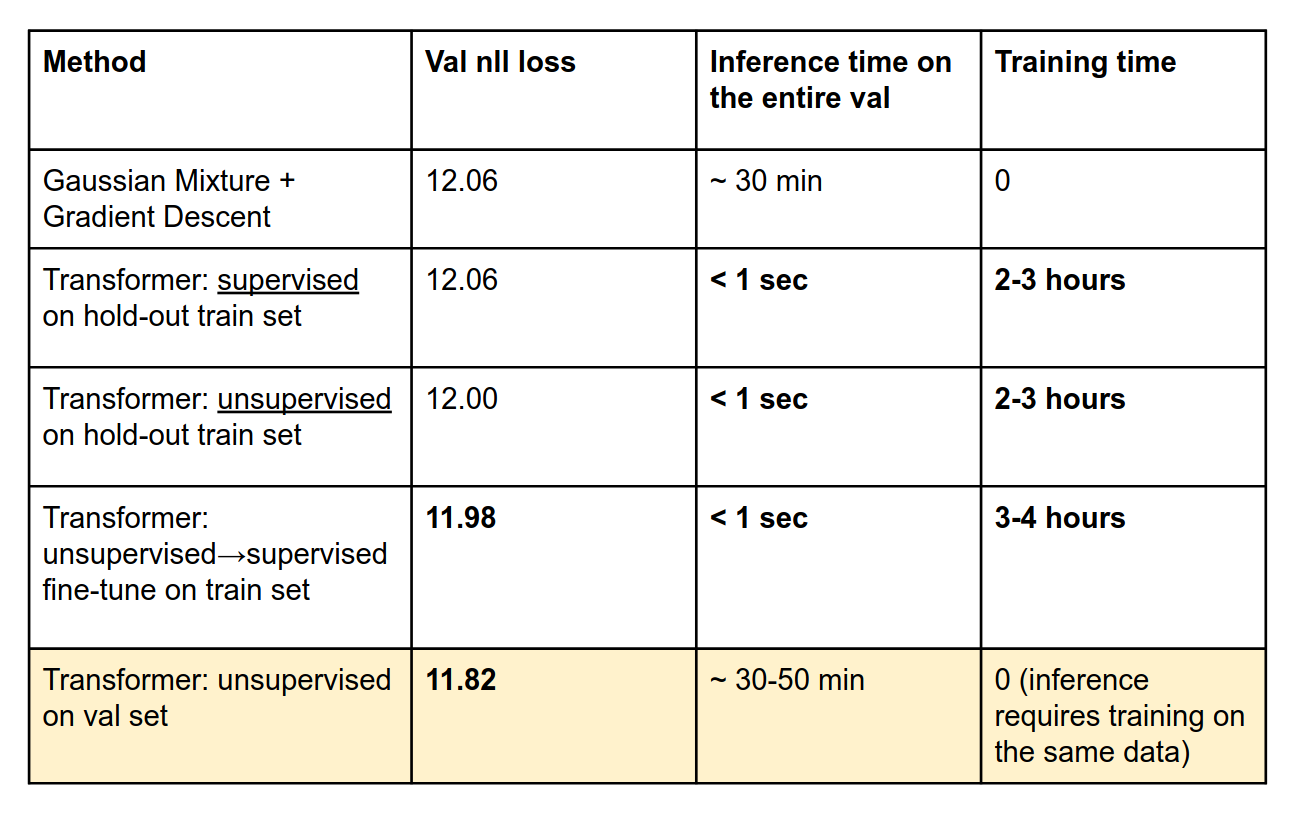 Method
Val nll loss
Inference time on
the entire val
Training time
Gaussian Mixture +
Gradient Descent
12.06
~ 30 min
0
Transformer: supervised
on hold-out train set
12.06
< 1 sec
2-3 hours
Transformer: unsupervised
on hold-out train set
12.00
< 1 sec
2-3 hours
Transformer:
unsupervised→supervised
fine-tune on train set
11.98
< 1 sec
3-4 hours
Transformer: unsupervised
on val set
11.82
~ 30-50 min
0 (inference
requires training on
the same data)